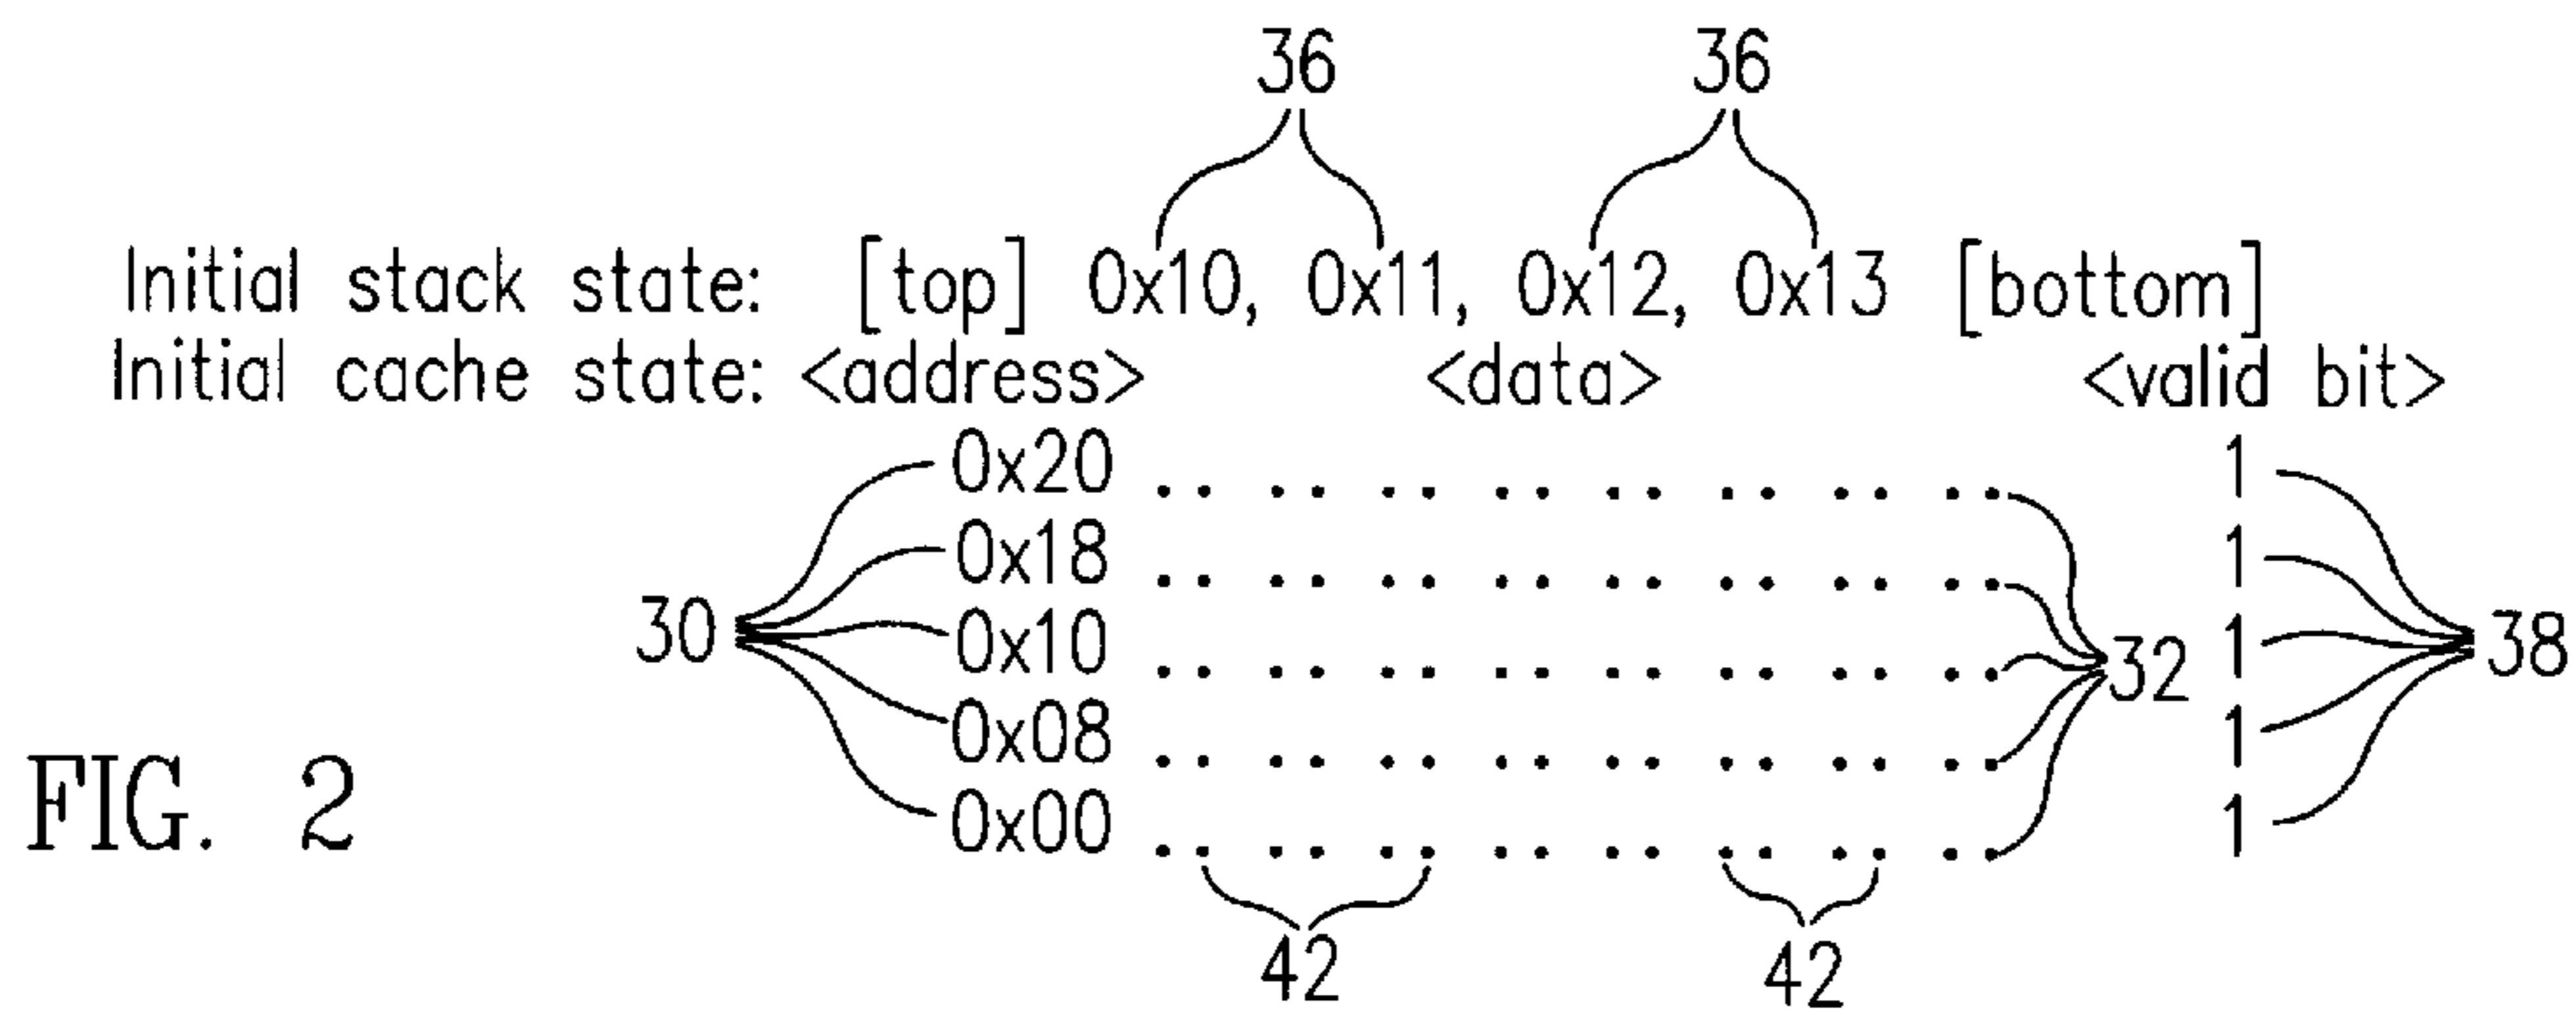 36 36
Initial stack state: [top] 0x10, 0x11, 0x12, 0x13 [bottom]
Initial cache state: <address> <data> <valid bit>
0x20 .. .. .. .. .. .. .. .. 1
0x18 .. .. .. .. .. .. .. .. 1
30 0x10 .. .. .. .. .. .. .. .. 32 1 38
0x08 .. .. .. .. .. .. .. .. 1
0x00 .. .. .. .. .. .. .. .. 1
FIG. 2
42 42